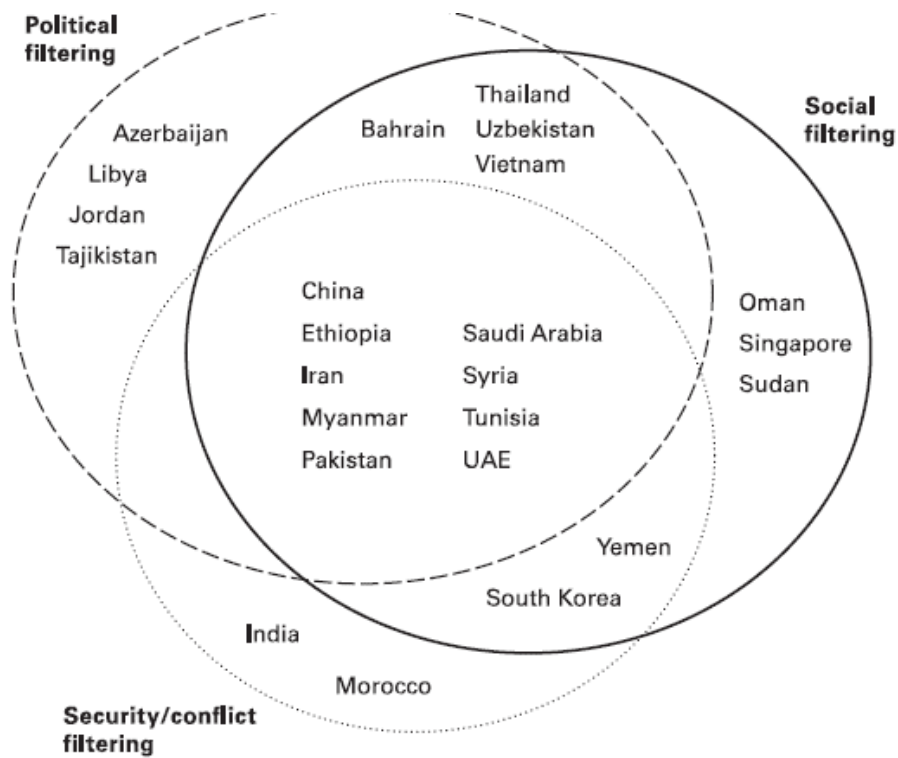 Political
filtering
Social
filtering
Azerbaijan
Libya
Jordan
Tajikistan
Bahrain
Thailand
Uzbekistan
Vietnam
China
Ethiopia
Iran
Myanmar
Pakistan
Saudi Arabia
Syria
Tunisia
UAE
Oman
Singapore
Sudan
Yemen
South Korea
India
Morocco
Security/conflict
filtering